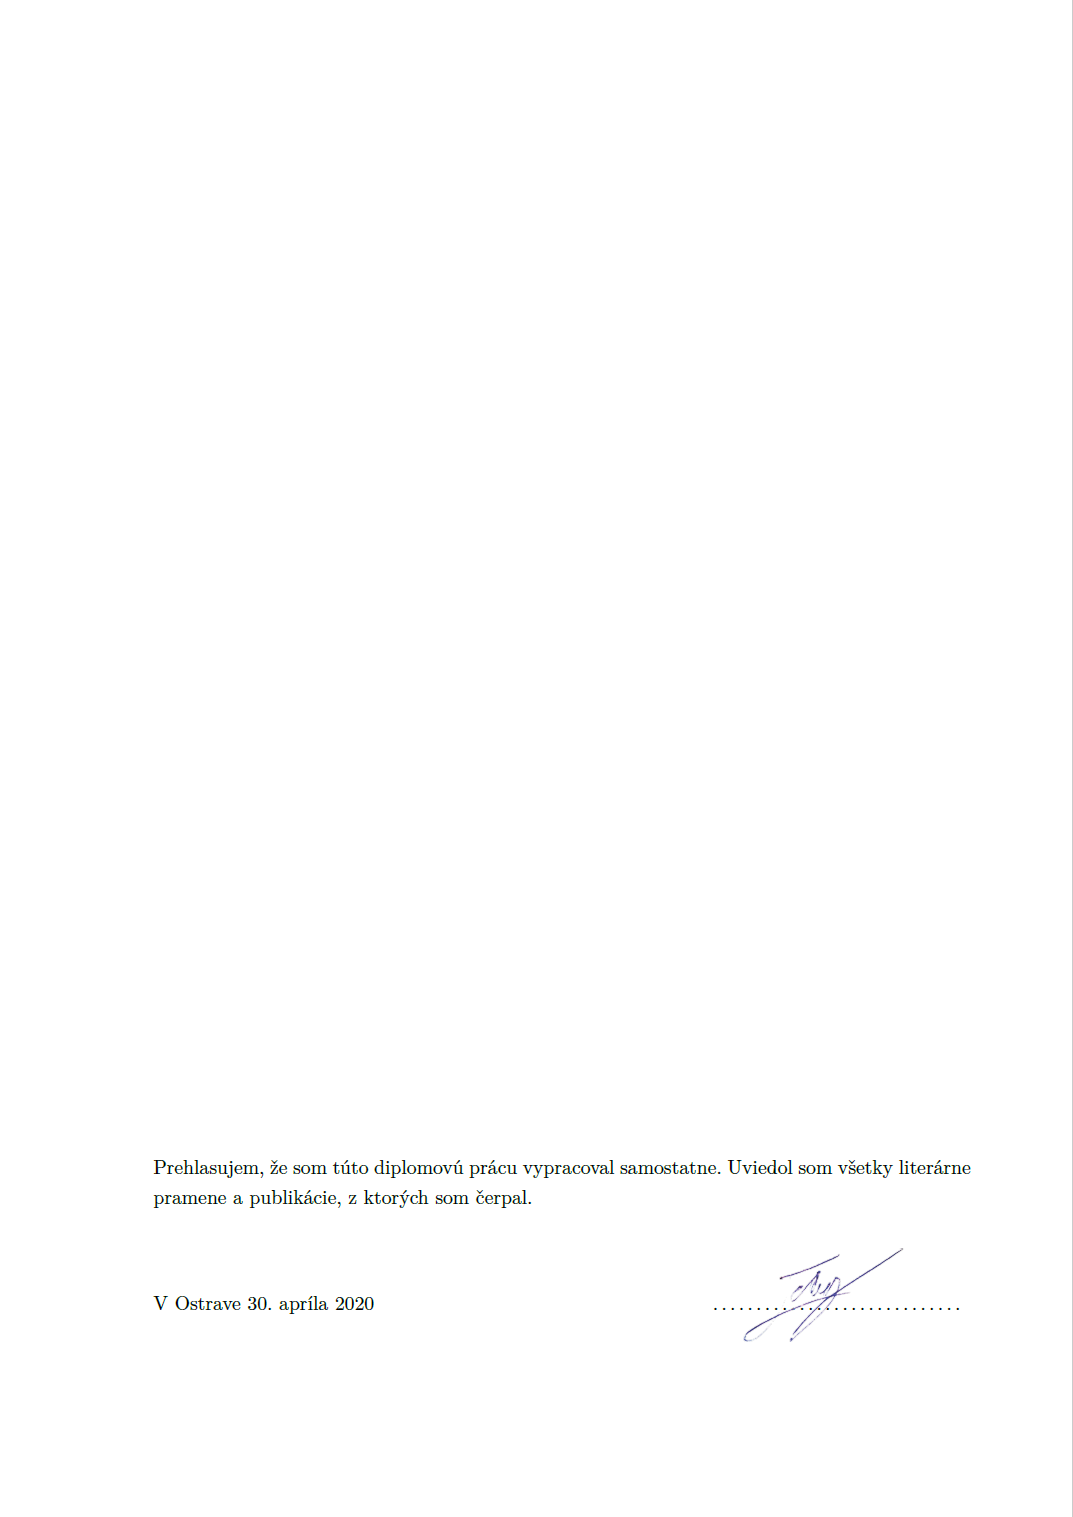 Prehlasujem, že som túto diplomovú prácu vypracoval samostatne. Uviedol som všetky literárne
pramene a publikácie, z ktorých som čerpal.
V Ostrave 30. apríla 2020